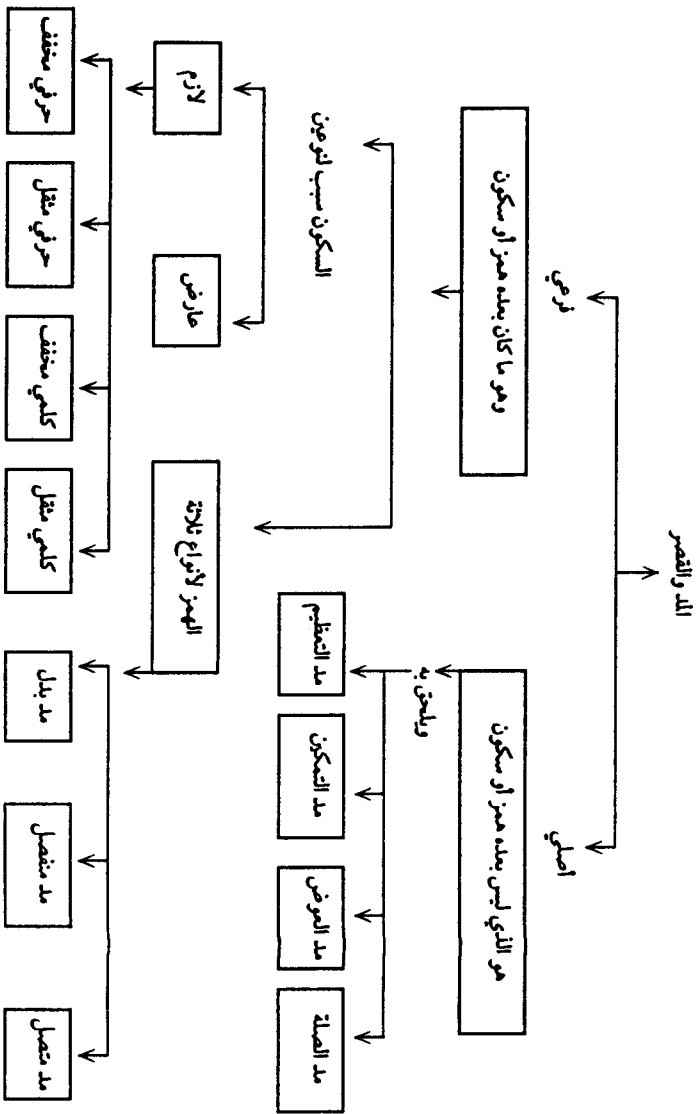 المد والقصر
أصلي
فرعي
هو الذي ليس بعده همز أو سكون
وهو ما كان بعده همز أو سكون
ويلحق به
السكون سبب لنوعين
مد الصلة
مد العوض
مد التمكين
مد التعظيم
الهمز لأنواع ثلاثة
عارض
لازم
مد متصل
مد منفصل
مد بدل
كلمي مثقل
كلمي مخفف
حرفي مثقل
حرفي مخفف